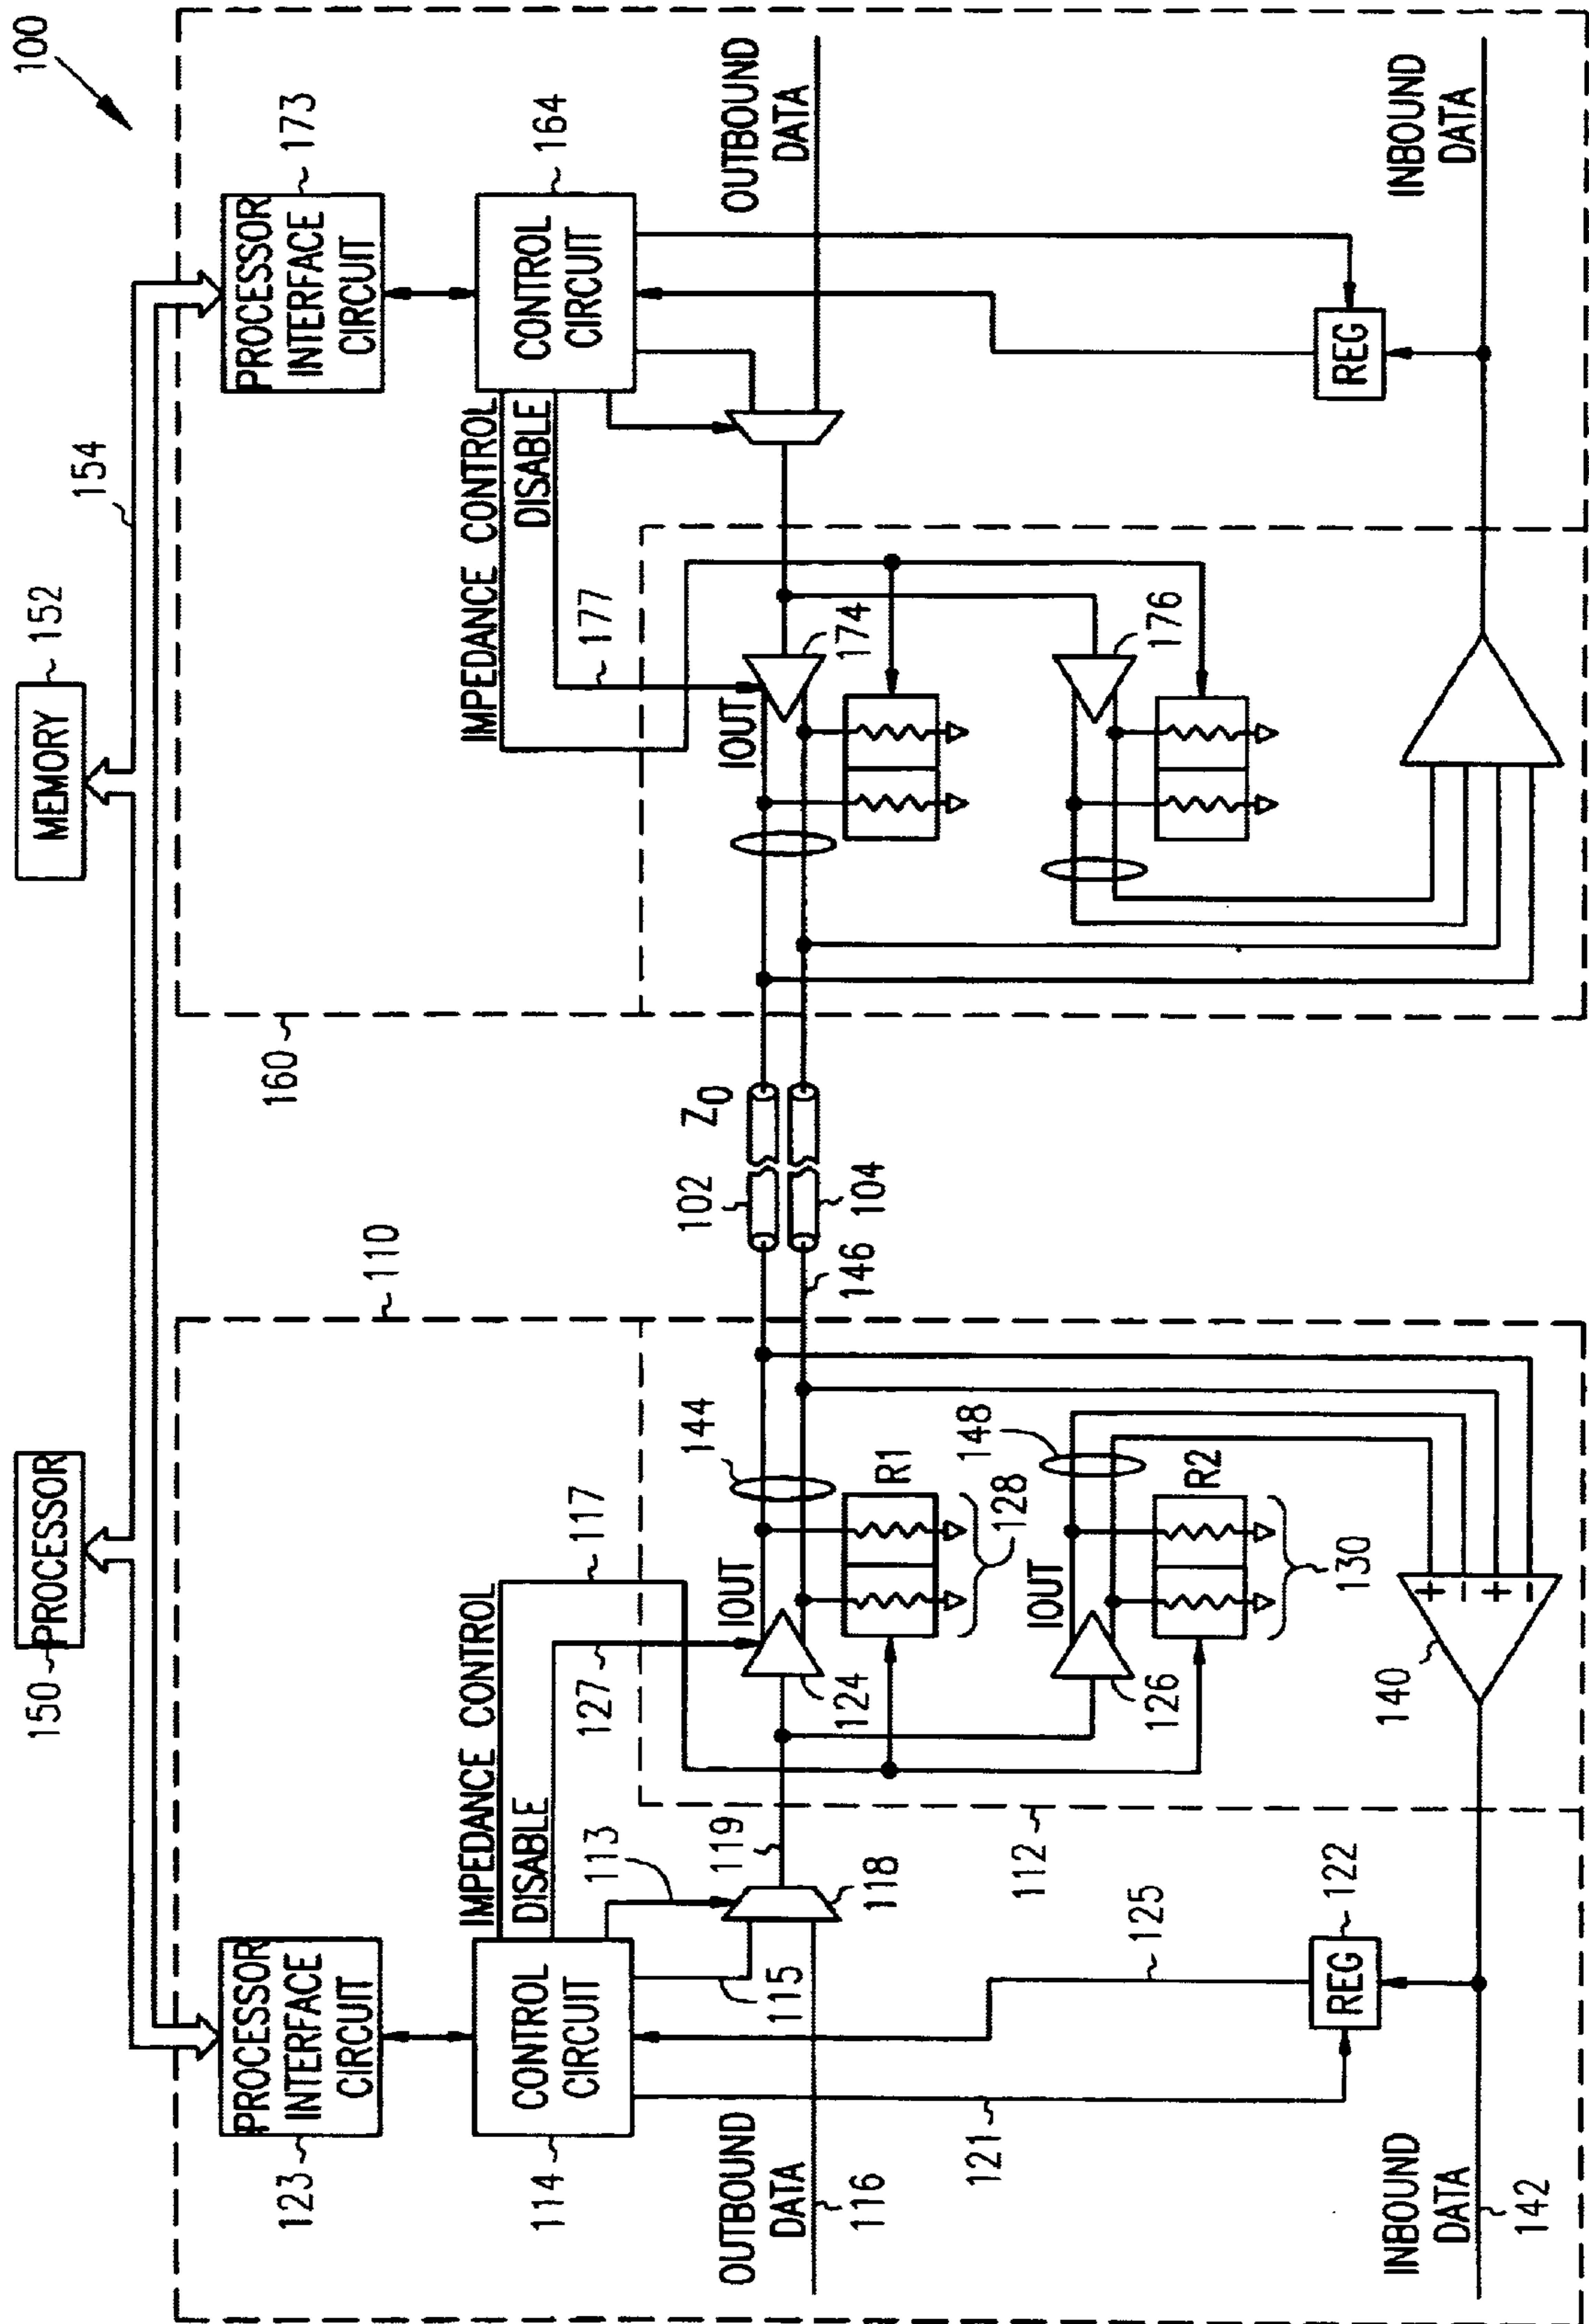 100
PROCESSOR
150
MEMORY
152
154
110
160
PROCESSOR
INTERFACE
CIRCUIT
123
CONTROL
CIRCUIT
114
IMPEDANCE CONTROL
DISABLE
117
127
113
115
119
118
OUTBOUND
DATA
116
IOUT
124
144
R1
128
IOUT
126
148
R2
130
112
121
125
REG
122
+
-
+
-
140
INBOUND
DATA
142
102
Z0
104
146
PROCESSOR
INTERFACE
CIRCUIT
173
CONTROL
CIRCUIT
164
IMPEDANCE CONTROL
DISABLE
177
OUTBOUND
DATA
IOUT
174
176
REG
INBOUND
DATA